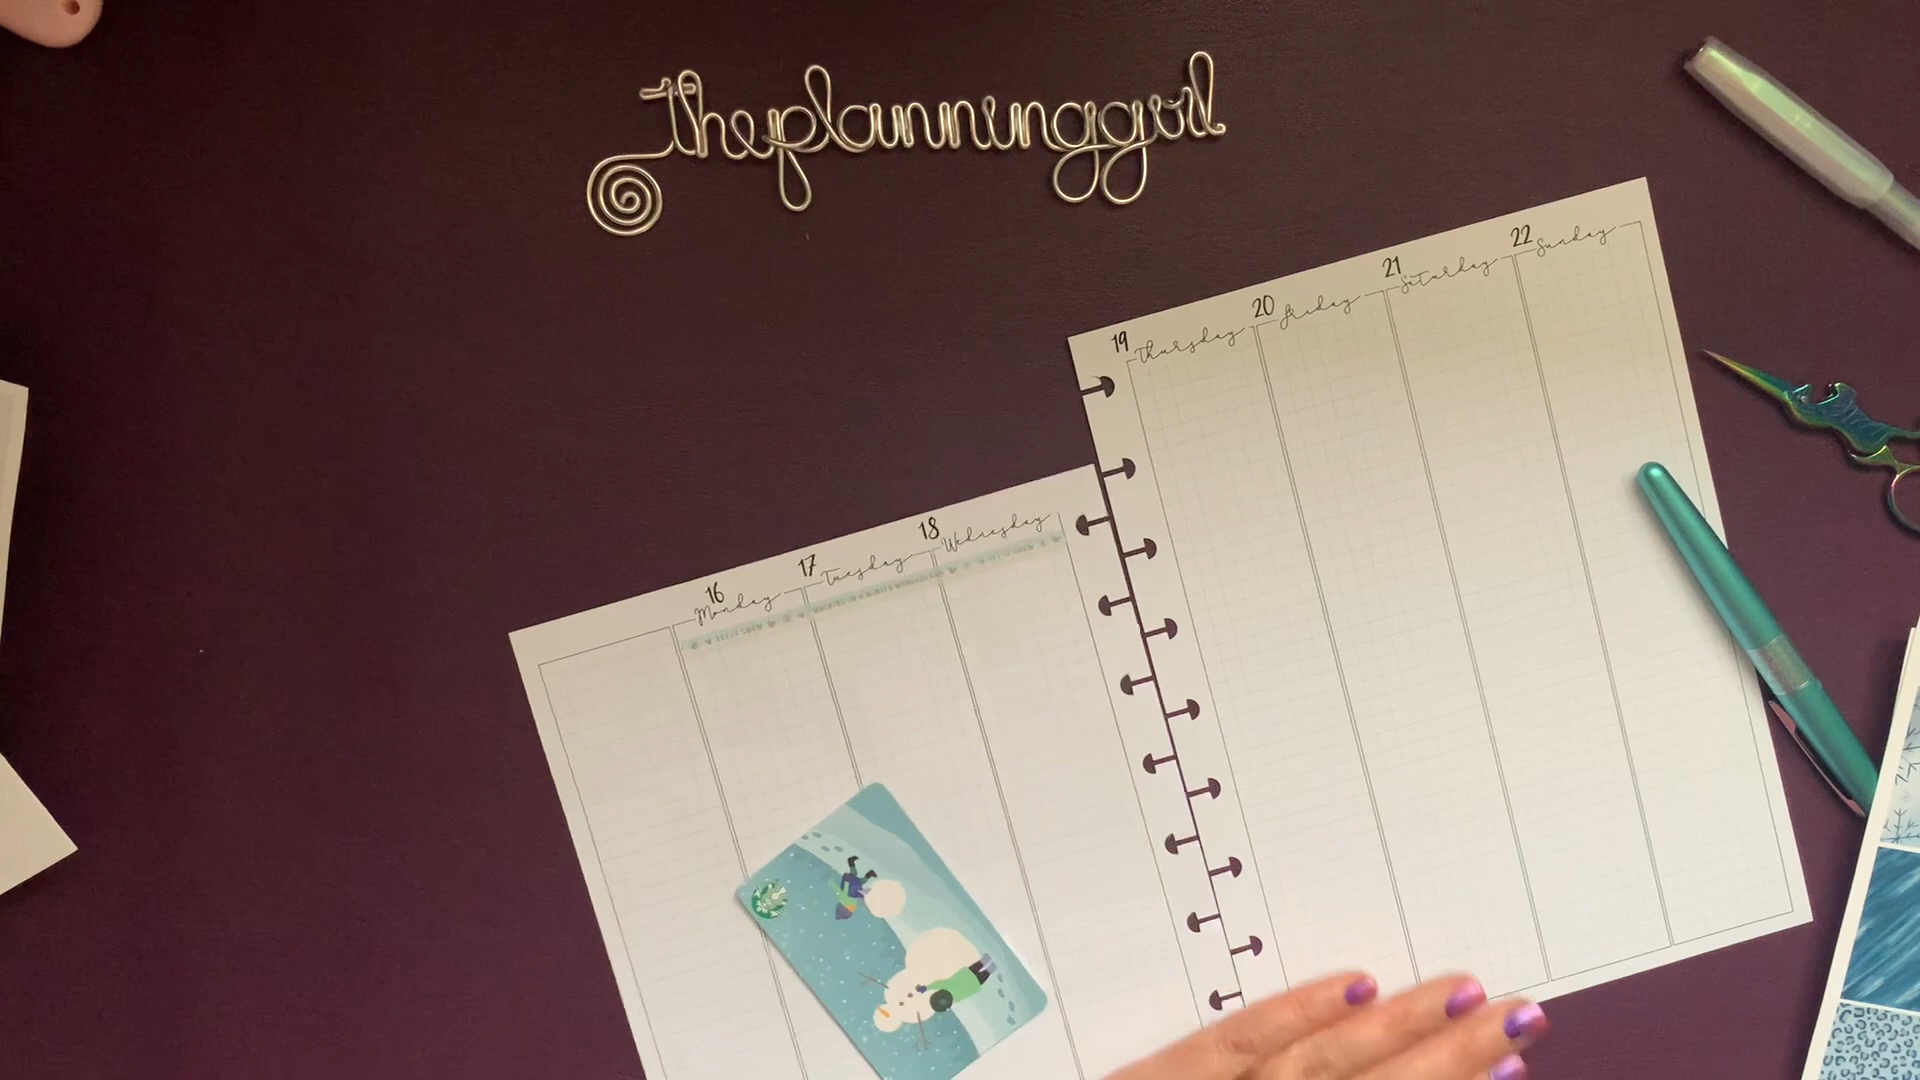 theplanninggirl
19 Thursday 20 Friday 21 Saturday 22 Sunday
16 Monday 17 Tuesday 18 Wednesday